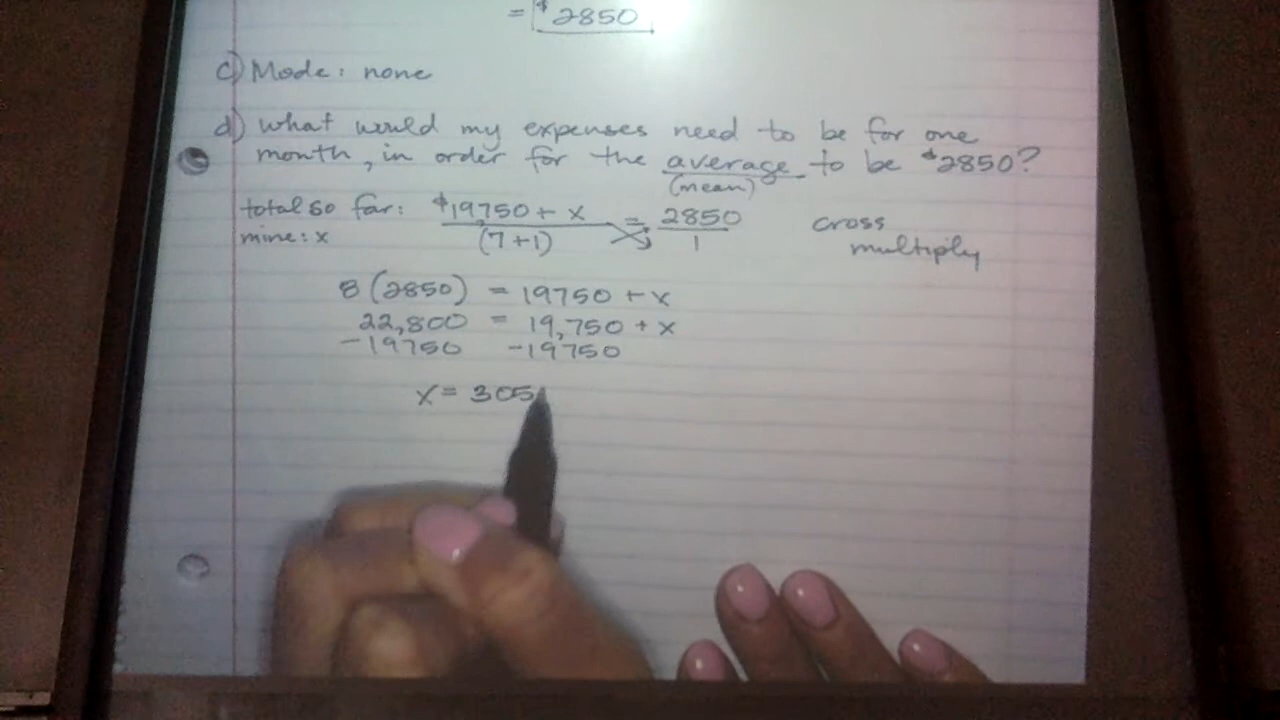 = $2850
c) Mode: none
d) What would my expenses need to be for one
month, in order for the average to be $2850?
(mean)
total so far: $19,750 + x = 2850 cross
mine: x (7+1) 1 multiply
8(2850) = 19750 + x
22,800 = 19,750 + x
-19750 -19750
x = 305